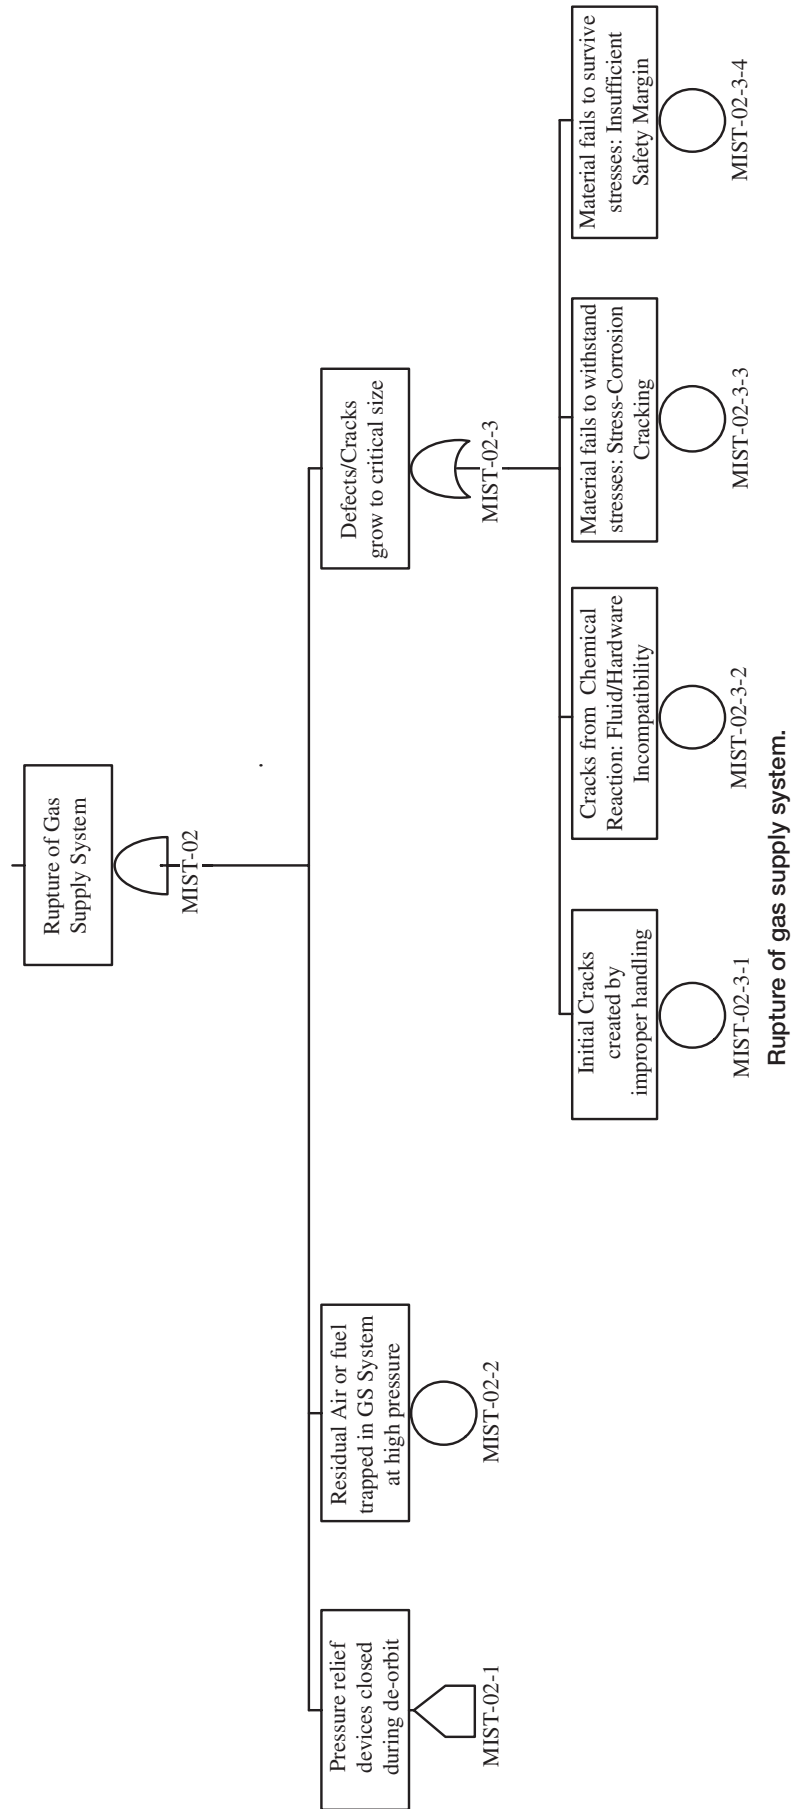 Rupture of Gas
Supply System
MIST-02
Pressure relief
devices closed
during de-orbit
MIST-02-1
Residual Air or fuel
trapped in GS System
at high pressure
MIST-02-2
Defects/Cracks
grow to critical size
MIST-02-3
Initial Cracks
created by
improper handling
MIST-02-3-1
Cracks from Chemical
Reaction: Fluid/Hardware
Incompatibility
MIST-02-3-2
Material fails to withstand
stresses: Stress-Corrosion
Cracking
MIST-02-3-3
Material fails to survive
stresses: Insufficient
Safety Margin
MIST-02-3-4
Rupture of gas supply system.